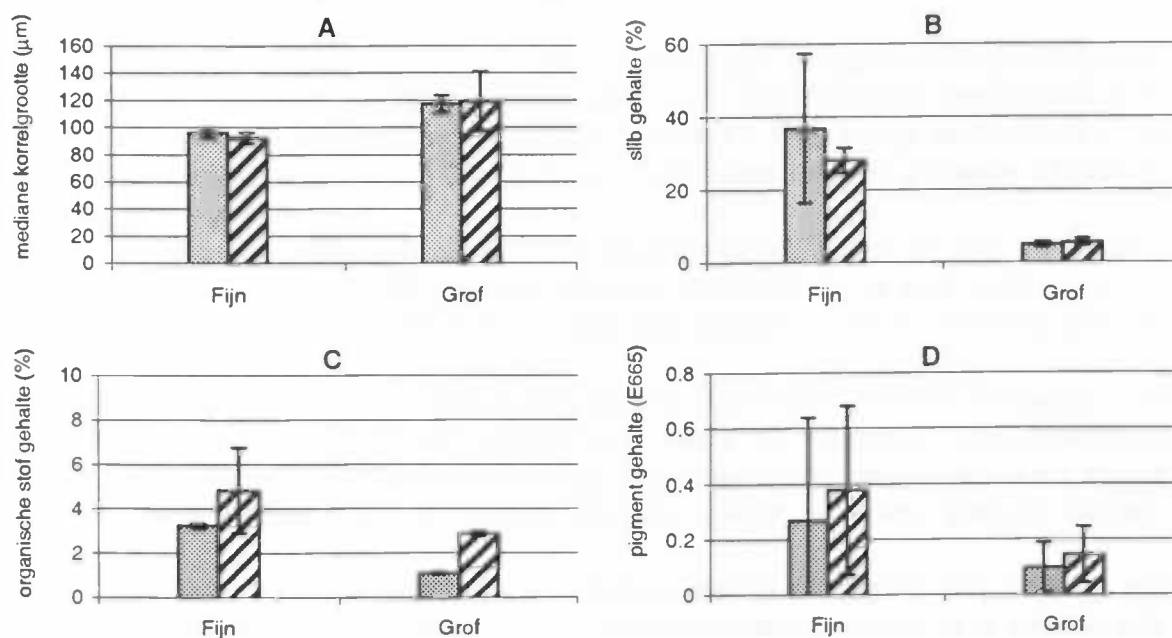 A
mediane korrelgrootte (µm)
160
140
120
100
80
60
40
20
0
Fijn
Grof
B
slib gehalte (%)
60
40
20
0
Fijn
Grof
C
organische stof gehalte (%)
10
8
6
4
2
0
Fijn
Grof
D
pigment gehalte (E665)
0.8
0.6
0.4
0.2
0
Fijn
Grof